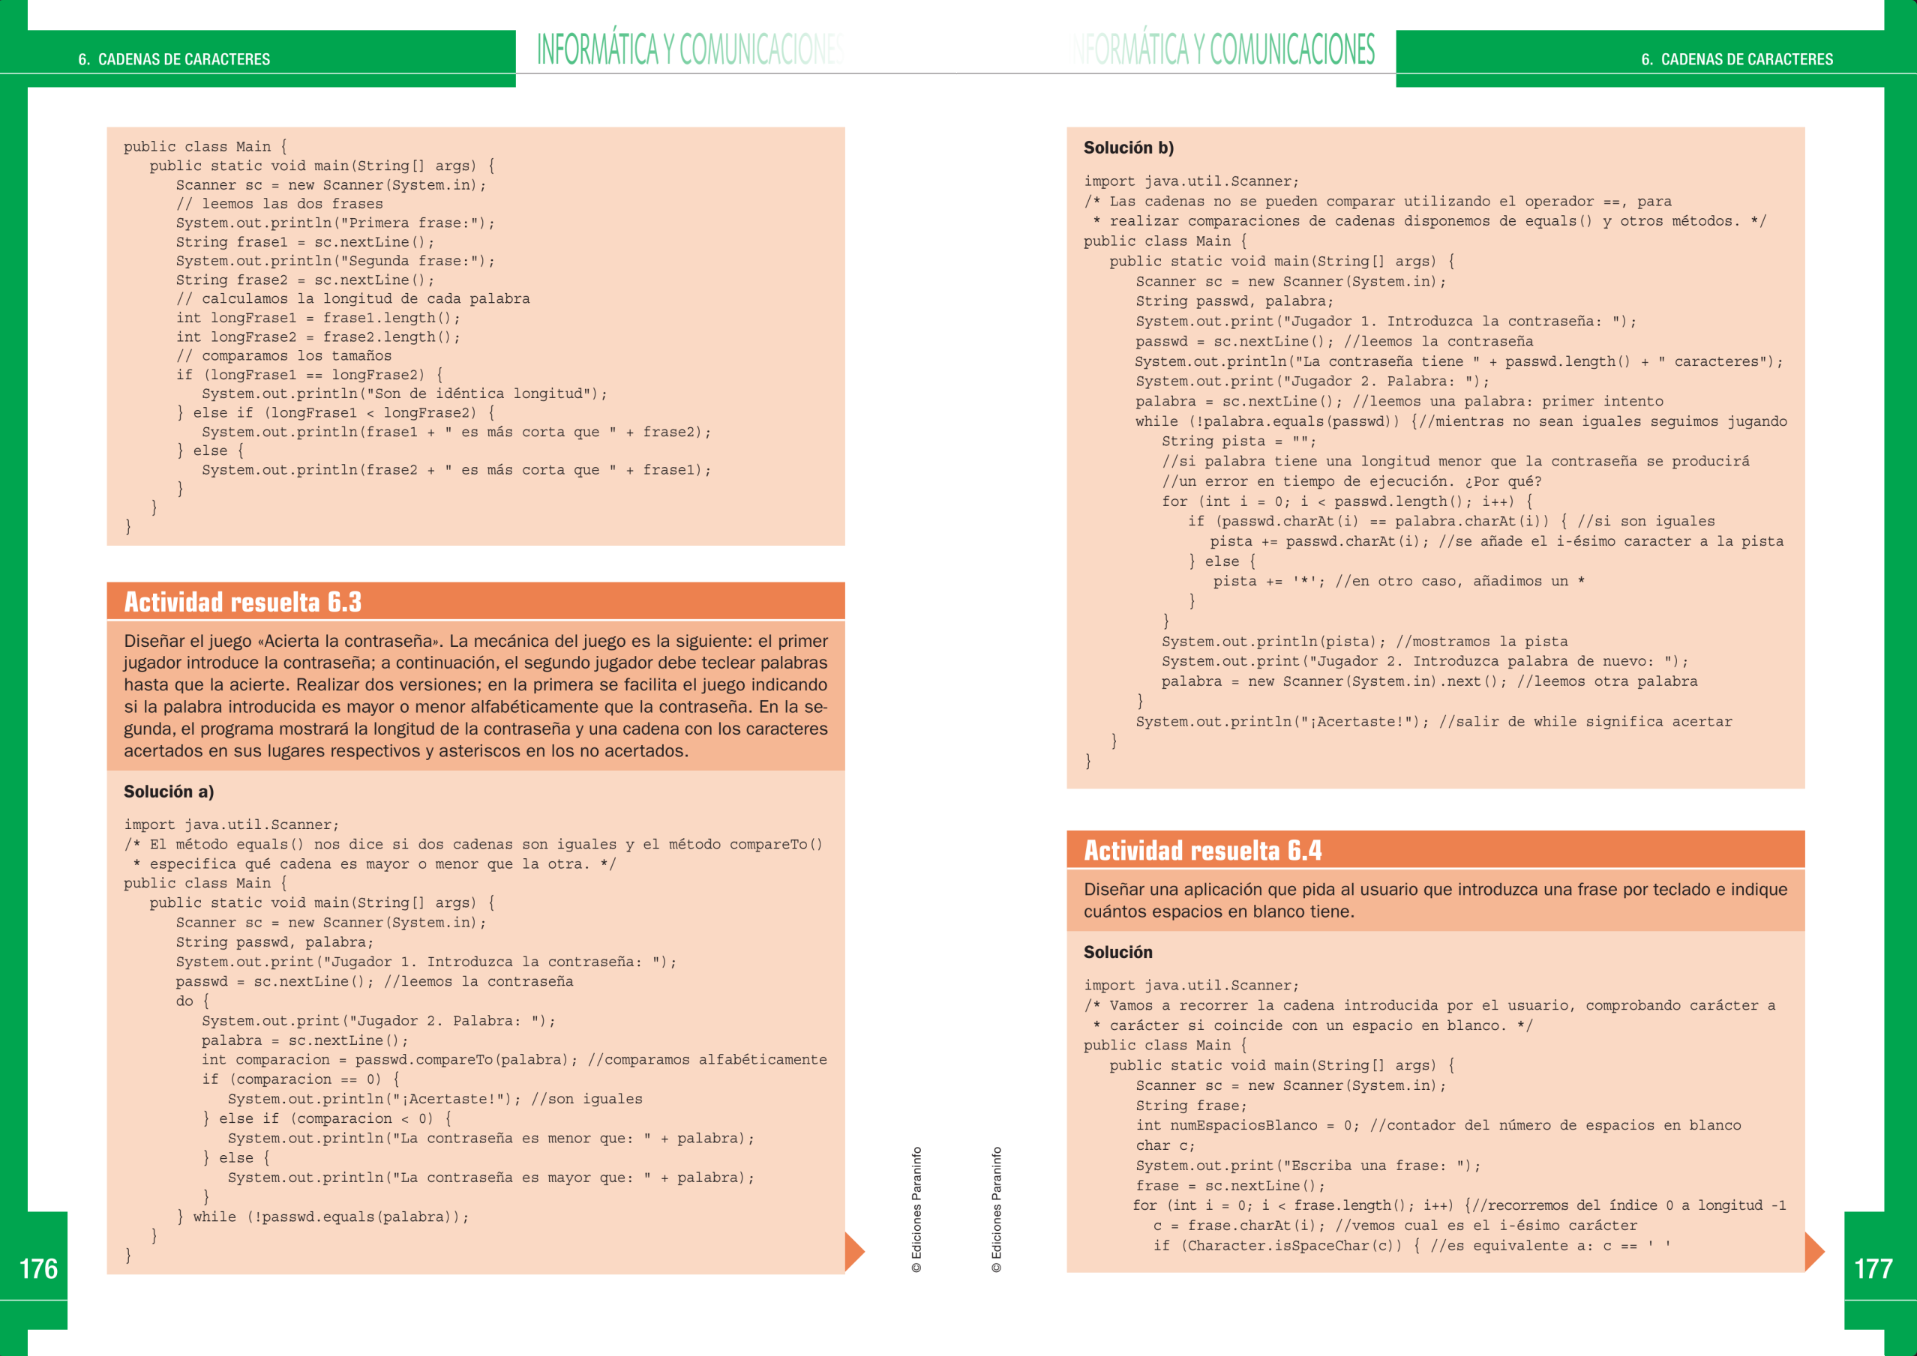 6. CADENAS DE CARACTERES
INFORMÁTICA Y COMUNICACIONES
public class Main {
public static void main(String[] args) {
Scanner sc = new Scanner(System.in);
// leemos las dos frases
System.out.println("Primera frase:");
String frase1 = sc.nextLine();
System.out.println("Segunda frase:");
String frase2 = sc.nextLine();
// calculamos la longitud de cada palabra
int longFrase1 = frase1.length();
int longFrase2 = frase2.length();
// comparamos los tamaños
if (longFrase1 == longFrase2) {
System.out.println("Son de idéntica longitud");
} else if (longFrase1 < longFrase2) {
System.out.println(frase1 + " es más corta que " + frase2);
} else {
System.out.println(frase2 + " es más corta que " + frase1);
}
}
}
Actividad resuelta 6.3
Diseñar el juego «Acierta la contraseña». La mecánica del juego es la siguiente: el primer
jugador introduce la contraseña; a continuación, el segundo jugador debe teclear palabras
hasta que la acierte. Realizar dos versiones; en la primera se facilita el juego indicando
si la palabra introducida es mayor o menor alfabéticamente que la contraseña. En la se-
gunda, el programa mostrará la longitud de la contraseña y una cadena con los caracteres
acertados en sus lugares respectivos y asteriscos en los no acertados.
Solución a)
import java.util.Scanner;
/* El método equals() nos dice si dos cadenas son iguales y el método compareTo()
* especifica qué cadena es mayor o menor que la otra. */
public class Main {
public static void main(String[] args) {
Scanner sc = new Scanner(System.in);
String passwd, palabra;
System.out.print("Jugador 1. Introduzca la contraseña: ");
passwd = sc.nextLine(); //leemos la contraseña
do {
System.out.print("Jugador 2. Palabra: ");
palabra = sc.nextLine();
int comparacion = passwd.compareTo(palabra); //comparamos alfabéticamente
if (comparacion == 0) {
System.out.println("¡Acertaste!"); //son iguales
} else if (comparacion < 0) {
System.out.println("La contraseña es menor que: " + palabra);
} else {
System.out.println("La contraseña es mayor que: " + palabra);
}
} while (!passwd.equals(palabra));
}
}
176
© Ediciones Paraninfo
INFORMÁTICA Y COMUNICACIONES
6. CADENAS DE CARACTERES
Solución b)
import java.util.Scanner;
/* Las cadenas no se pueden comparar utilizando el operador ==, para
* realizar comparaciones de cadenas disponemos de equals() y otros métodos. */
public class Main {
public static void main(String[] args) {
Scanner sc = new Scanner(System.in);
String passwd, palabra;
System.out.print("Jugador 1. Introduzca la contraseña: ");
passwd = sc.nextLine(); //leemos la contraseña
System.out.println("La contraseña tiene " + passwd.length() + " caracteres");
System.out.print("Jugador 2. Palabra: ");
palabra = sc.nextLine(); //leemos una palabra: primer intento
while (!palabra.equals(passwd)) {//mientras no sean iguales seguimos jugando
String pista = "";
//si palabra tiene una longitud menor que la contraseña se producirá
//un error en tiempo de ejecución. ¿Por qué?
for (int i = 0; i < passwd.length(); i++) {
if (passwd.charAt(i) == palabra.charAt(i)) { //si son iguales
pista += passwd.charAt(i); //se añade el i-ésimo caracter a la pista
} else {
pista += '*'; //en otro caso, añadimos un *
}
}
System.out.println(pista); //mostramos la pista
System.out.print("Jugador 2. Introduzca palabra de nuevo: ");
palabra = new Scanner(System.in).next(); //leemos otra palabra
}
System.out.println("¡Acertaste!"); //salir de while significa acertar
}
}
Actividad resuelta 6.4
Diseñar una aplicación que pida al usuario que introduzca una frase por teclado e indique
cuántos espacios en blanco tiene.
Solución
import java.util.Scanner;
/* Vamos a recorrer la cadena introducida por el usuario, comprobando carácter a
* carácter si coincide con un espacio en blanco. */
public class Main {
public static void main(String[] args) {
Scanner sc = new Scanner(System.in);
String frase;
int numEspaciosBlanco = 0; //contador del número de espacios en blanco
char c;
System.out.print("Escriba una frase: ");
frase = sc.nextLine();
for (int i = 0; i < frase.length(); i++) {//recorremos del índice 0 a longitud -1
c = frase.charAt(i); //vemos cual es el i-ésimo carácter
if (Character.isSpaceChar(c)) { //es equivalente a: c == ' '
© Ediciones Paraninfo
177